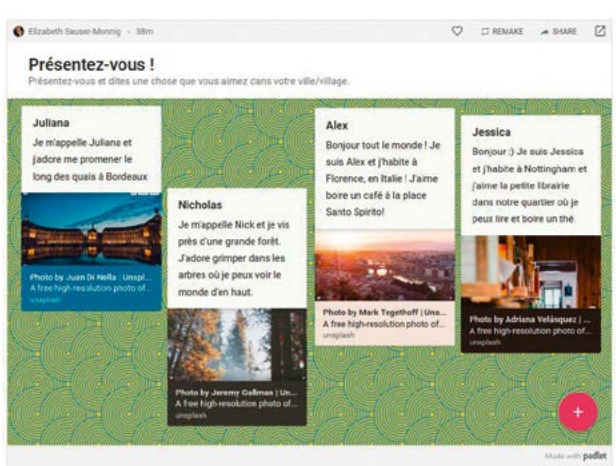 Elizabeth Sauser-Monnig - 38m
REMAKE
SHARE
Présentez-vous !
Présentez-vous et dites une chose que vous aimez dans votre ville/village.
Juliana
Je m'appelle Juliana et
j'adore me promener le
long des quais à Bordeaux
Photo by Juan Di Nella | Unspl...
A free high-resolution photo of...
unsplash
Nicholas
Je m'appelle Nick et je vis
près d'une grande forêt.
J'adore grimper dans les
arbres où je peux voir le
monde d'en haut.
Photo by Jeremy Gallman | Un...
A free high-resolution photo of...
unsplash
Alex
Bonjour tout le monde ! Je
suis Alex et j'habite à
Florence, en Italie ! J'aime
boire un café à la place
Santo Spirito!
Photo by Mark Tegethoff | Uns...
A free high-resolution photo of...
unsplash
Jessica
Bonjour :) Je suis Jessica
et j'habite à Nottingham et
j'aime la petite librairie
dans notre quartier où je
peux lire et boire un thé.
Photo by Adriana Velásquez | ...
A free high-resolution photo of...
unsplash
+
Made with padlet